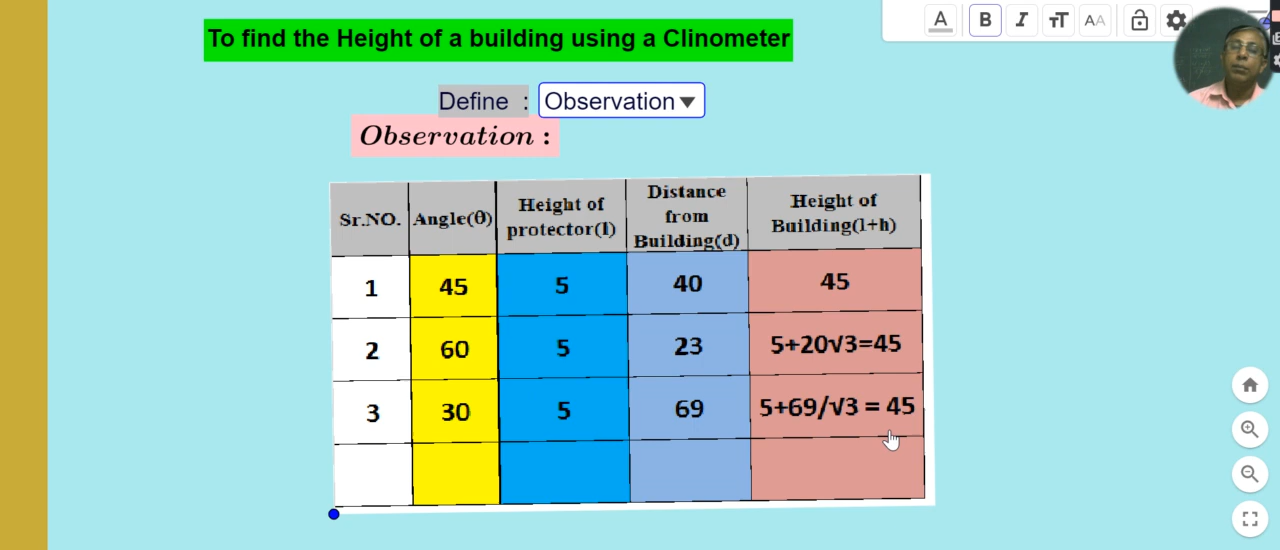 A B I TT AA
To find the Height of a building using a Clinometer
Define : Observation
Observation :
Sr.NO. Angle(θ) Height of protector(l) Distance from Building(d) Height of Building(l+h)
1 45 5 40 45
2 60 5 23 5+20√3=45
3 30 5 69 5+69/√3 = 45